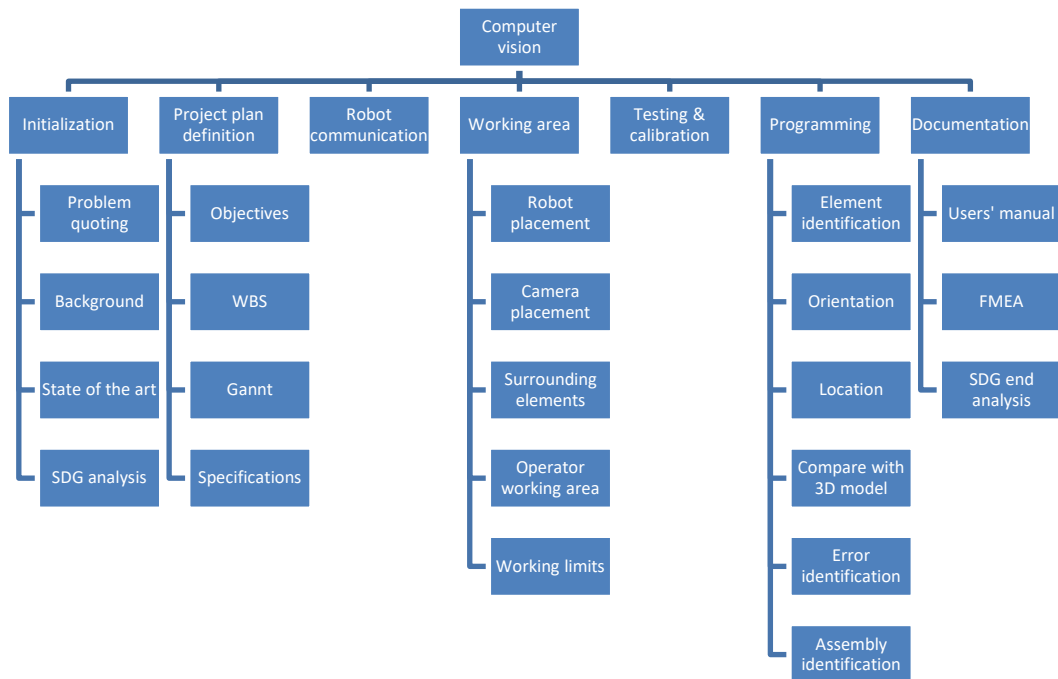 Computer
vision
Initialization
Project plan
definition
Robot
communication
Working area
Testing &
calibration
Programming
Documentation
Problem
quoting
Background
State of the art
SDG analysis
Objectives
WBS
Gannt
Specifications
Robot
placement
Camera
placement
Surrounding
elements
Operator
working area
Working limits
Element
identification
Orientation
Location
Compare with
3D model
Error
identification
Assembly
identification
Users' manual
FMEA
SDG end
analysis